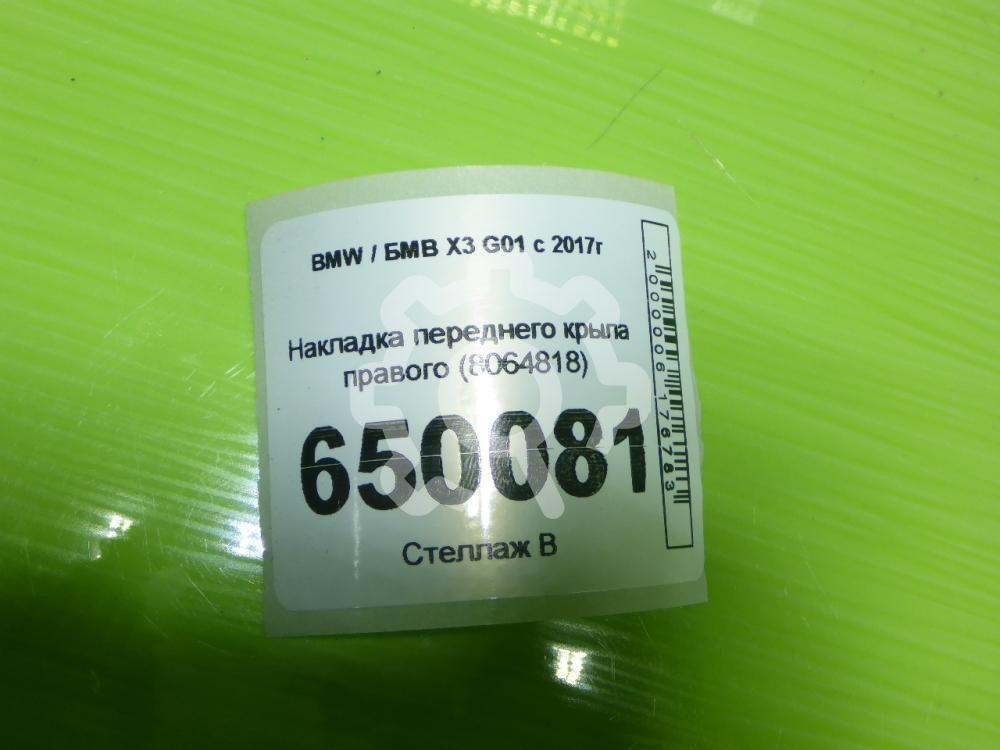 BMW / БМВ X3 G01 с 2017г
Накладка переднего крыла
правого (8064818)
650081
Стеллаж В
2000006176783